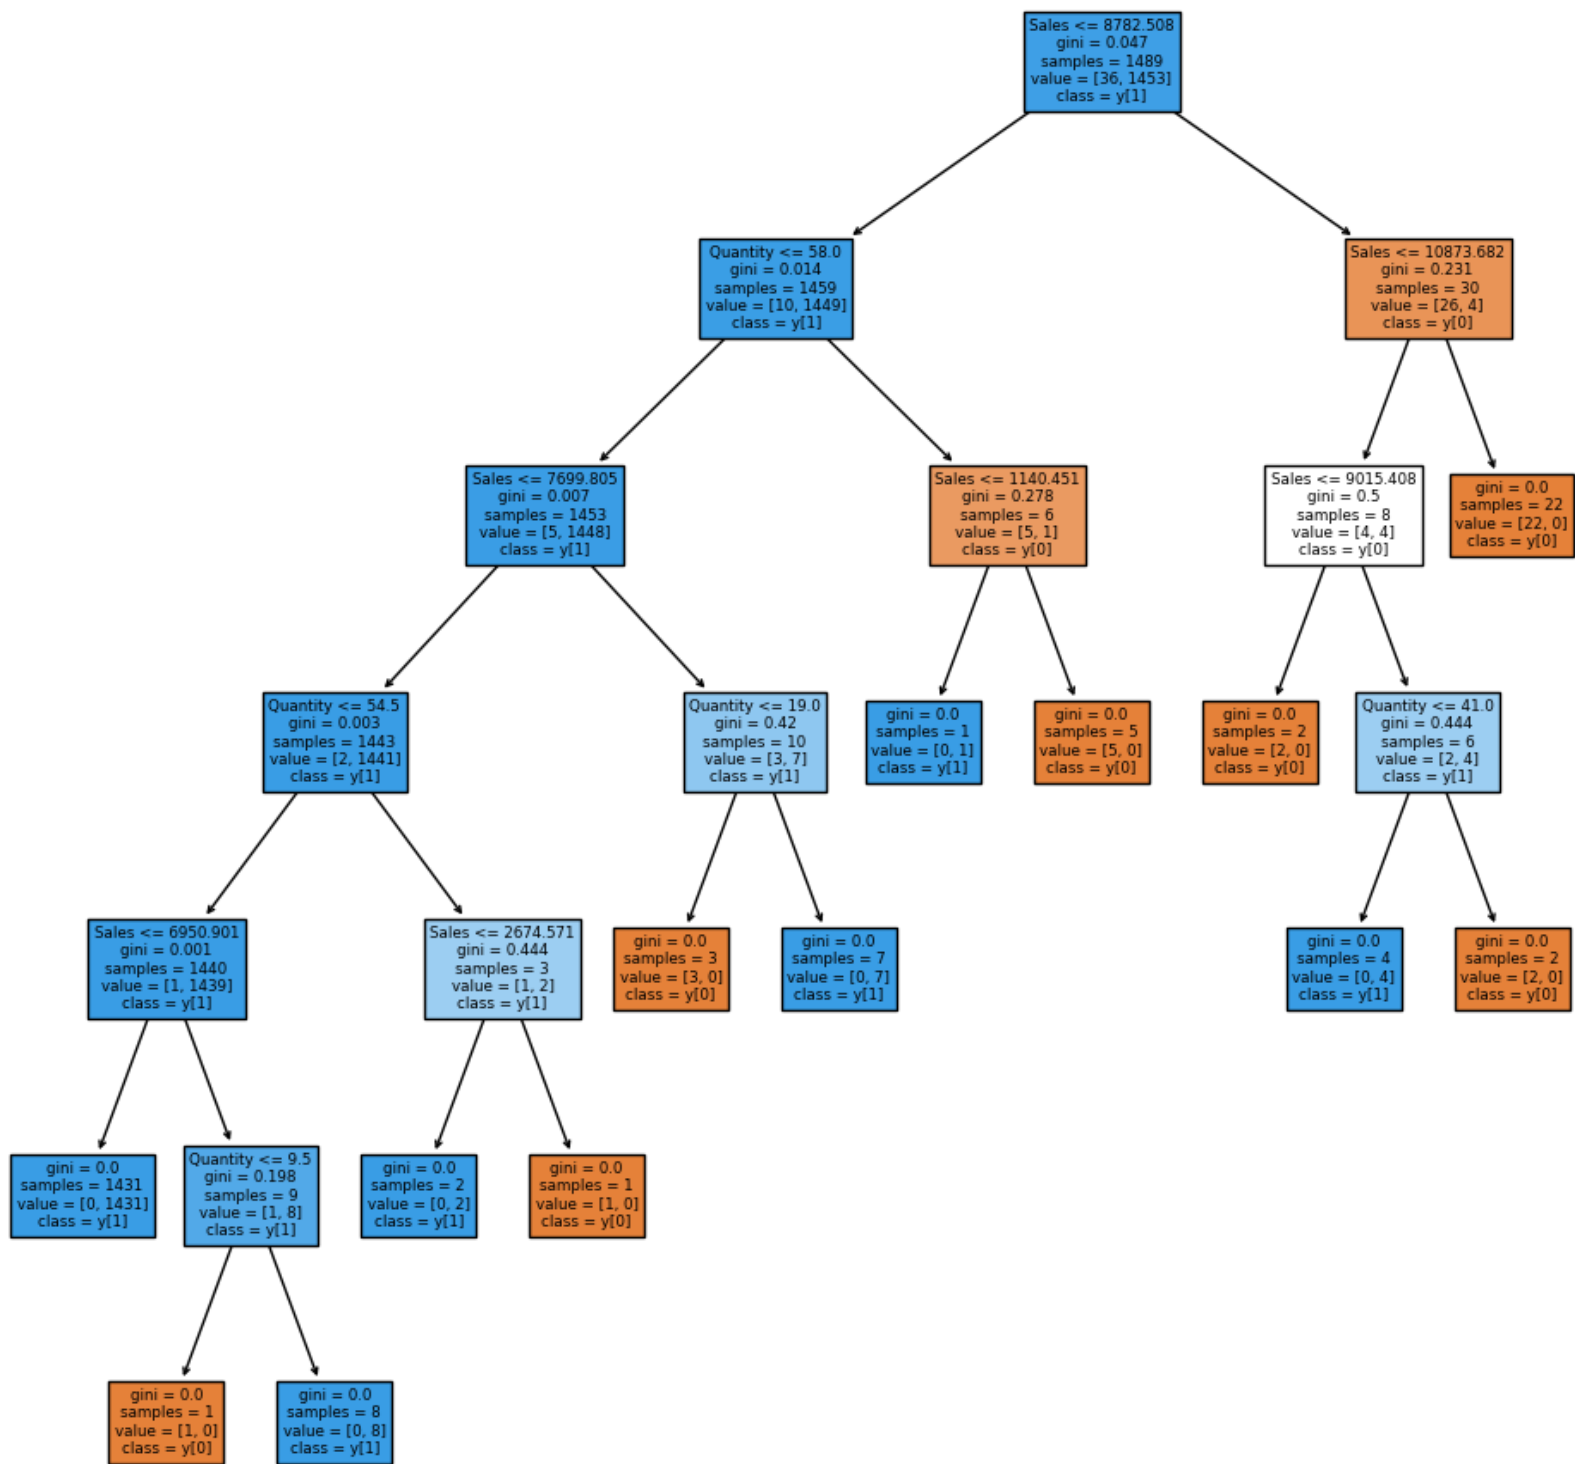 Sales <= 8782.508
gini = 0.047
samples = 1489
value = [36, 1453]
class = y[1]
Quantity <= 58.0
gini = 0.014
samples = 1459
value = [10, 1449]
class = y[1]
Sales <= 10873.682
gini = 0.231
samples = 30
value = [26, 4]
class = y[0]
Sales <= 7699.805
gini = 0.007
samples = 1453
value = [5, 1448]
class = y[1]
Sales <= 1140.451
gini = 0.278
samples = 6
value = [5, 1]
class = y[0]
Sales <= 9015.408
gini = 0.5
samples = 8
value = [4, 4]
class = y[0]
gini = 0.0
samples = 22
value = [22, 0]
class = y[0]
Quantity <= 54.5
gini = 0.003
samples = 1443
value = [2, 1441]
class = y[1]
Quantity <= 19.0
gini = 0.42
samples = 10
value = [3, 7]
class = y[1]
gini = 0.0
samples = 1
value = [0, 1]
class = y[1]
gini = 0.0
samples = 5
value = [5, 0]
class = y[0]
gini = 0.0
samples = 2
value = [2, 0]
class = y[0]
Quantity <= 41.0
gini = 0.444
samples = 6
value = [2, 4]
class = y[1]
Sales <= 6950.901
gini = 0.001
samples = 1440
value = [1, 1439]
class = y[1]
Sales <= 2674.571
gini = 0.444
samples = 3
value = [1, 2]
class = y[1]
gini = 0.0
samples = 3
value = [3, 0]
class = y[0]
gini = 0.0
samples = 7
value = [0, 7]
class = y[1]
gini = 0.0
samples = 4
value = [0, 4]
class = y[1]
gini = 0.0
samples = 2
value = [2, 0]
class = y[0]
gini = 0.0
samples = 1431
value = [0, 1431]
class = y[1]
Quantity <= 9.5
gini = 0.198
samples = 9
value = [1, 8]
class = y[1]
gini = 0.0
samples = 2
value = [0, 2]
class = y[1]
gini = 0.0
samples = 1
value = [1, 0]
class = y[0]
gini = 0.0
samples = 1
value = [1, 0]
class = y[0]
gini = 0.0
samples = 8
value = [0, 8]
class = y[1]